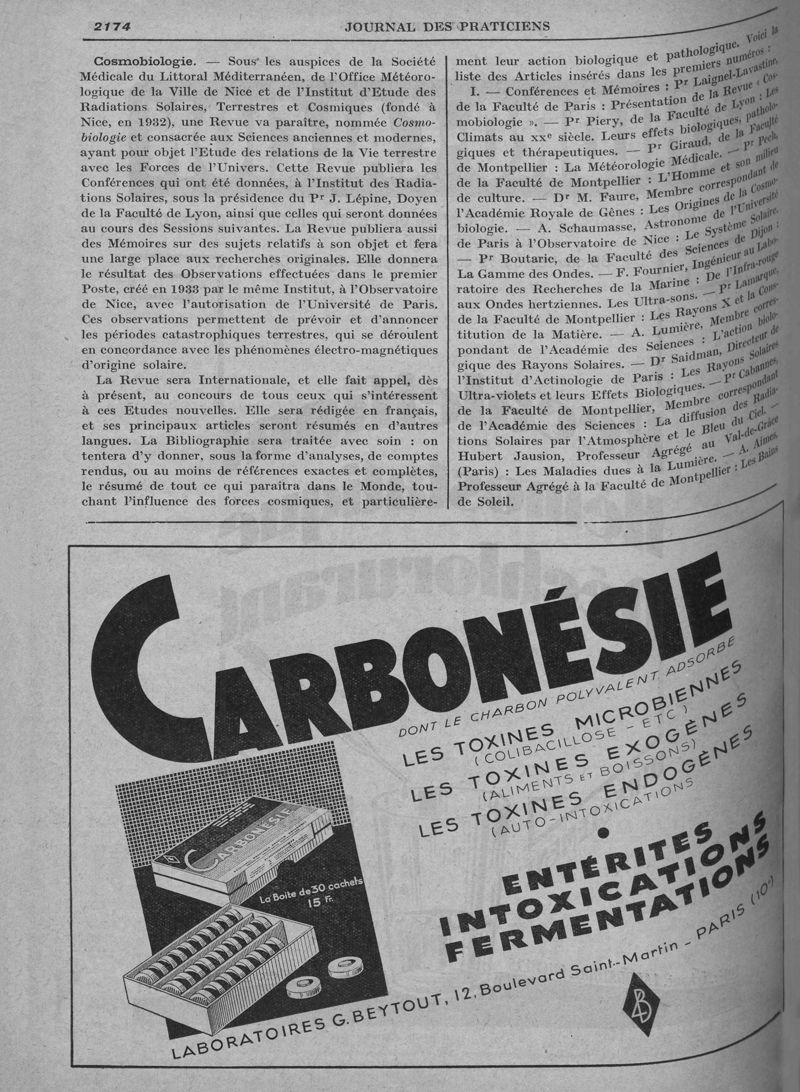 2174
JOURNAL DES PRATICIENS
Cosmobiologie. — Sous les auspices de la Société
Médicale du Littoral Méditerranéen, de l'Office Météoro-
logique de la Ville de Nice et de l'Institut d'Etude des
Radiations Solaires, Terrestres et Cosmiques (fondé à
Nice, en 1932), une Revue va paraître, nommée Cosmo-
biologie et consacrée aux Sciences anciennes et modernes,
ayant pour objet l'Etude des relations de la Vie terrestre
avec les Forces de l'Univers. Cette Revue publiera les
Conférences qui ont été données, à l'Institut des Radia-
tions Solaires, sous la présidence du Pr J. Lépine, Doyen
de la Faculté de Lyon, ainsi que celles qui seront données
au cours des Sessions suivantes. La Revue publiera aussi
des Mémoires sur des sujets relatifs à son objet et fera
une large place aux recherches originales. Elle donnera
le résultat des Observations effectuées dans le premier
Poste, créé en 1933 par le même Institut, à l'Observatoire
de Nice, avec l'autorisation de l'Université de Paris.
Ces observations permettent de prévoir et d'annoncer
les périodes catastrophiques terrestres, qui se déroulent
en concordance avec les phénomènes électro-magnétiques
d'origine solaire.
La Revue sera Internationale, et elle fait appel, dès
à présent, au concours de tous ceux qui s'intéressent
à ces Etudes nouvelles. Elle sera rédigée en français,
et ses principaux articles seront résumés en d'autres
langues. La Bibliographie sera traitée avec soin : on
tentera d'y donner, sous la forme d'analyses, de comptes
rendus, ou au moins de références exactes et complètes,
le résumé de tout ce qui paraîtra dans le Monde, tou-
chant l'influence des forces cosmiques, et particulière-
ment leur action biologique et pathologique. Voici la
liste des Articles insérés dans les premiers numéros :
I. — Conférences et Mémoires : Pr Laignel-Lavastine,
de la Faculté de Paris : Présentation de la Revue « Cos-
mobiologie ». — Pr Piery, de la Faculté de Lyon : Les
Climats au XXe siècle. Leurs effets biologiques, patholo-
giques et thérapeutiques. — Pr Giraud, de la Faculté
de Montpellier : La Météorologie Médicale. — Pr Pech,
de la Faculté de Montpellier : L'Homme et son milieu
de culture. — Dr M. Faure, Membre correspondant de
l'Académie Royale de Gênes : Les Origines de la Cosmo-
biologie. — A. Schaumasse, Astronome de l'Université
de Paris à l'Observatoire de Nice : Le Système Solaire.
— Pr Boutaric, de la Faculté des Sciences de Dijon :
La Gamme des Ondes. — F. Fournier, Ingénieur au Labo-
ratoire des Recherches de la Marine : De l'Infra-rouge
aux Ondes hertziennes. Les Ultra-sons. — Pr Lamarque,
de la Faculté de Montpellier : Les Rayons X et la Cons-
titution de la Matière. — A. Lumière, Membre corres-
pondant de l'Académie des Sciences : L'action biolo-
gique des Rayons Solaires. — Dr Saidman, Directeur de
l'Institut d'Actinologie de Paris : Les Rayons Solaires
Ultra-violets et leurs Effets Biologiques. — Pr Cabannes,
de la Faculté de Montpellier, Membre correspondant
de l'Académie des Sciences : La diffusion des Radia-
tions Solaires par l'Atmosphère et le Bleu du Ciel. —
Hubert Jausion, Professeur Agrégé au Val-de-Grâce
(Paris) : Les Maladies dues à la Lumière. — A. Aimes,
Professeur Agrégé à la Faculté de Montpellier : Les Bains
de Soleil.
CARBONÉSIE
DONT LE CHARBON POLYVALENT ADSORBE
LES TOXINES MICROBIENNES
(COLIBACILLOSE - ETC)
LES TOXINES EXOGÈNES
(ALIMENTS ET BOISSONS)
LES TOXINES ENDOGÈNES
(AUTO-INTOXICATIONS
ENTÉRITES
INTOXICATIONS
FERMENTATIONS
CARBONÉSIE
La Boîte de 30 cachets
15 Fr.
LABORATOIRES G. BEYTOUT, 12, Boulevard Saint-Martin - PARIS (10e)